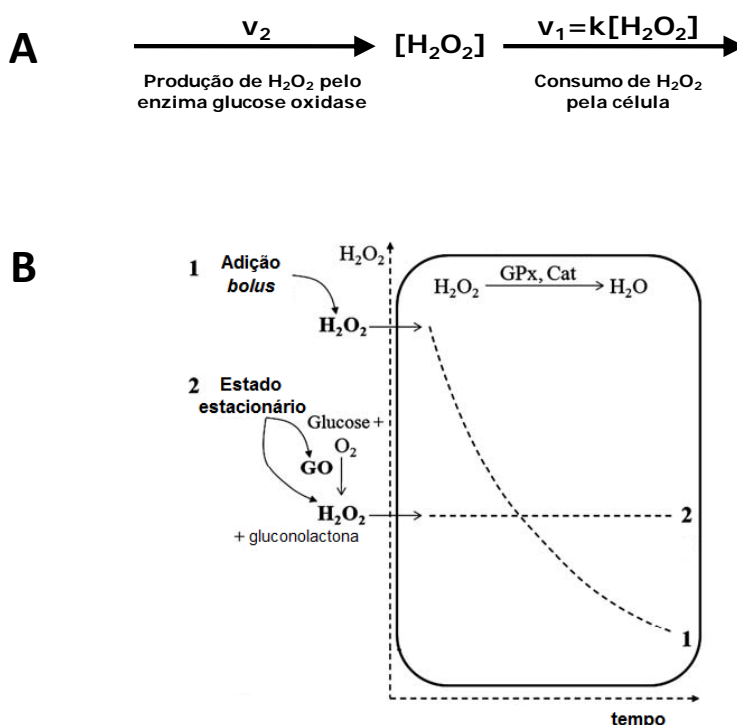 A
v₂
[H₂O₂]
v₁=k[H₂O₂]
Produção de H₂O₂ pelo
enzima glucose oxidase
Consumo de H₂O₂
pela célula
B
1 Adição
bolus
H₂O₂
H₂O₂
GPx, Cat
H₂O₂
H₂O
2 Estado
estacionário
Glucose +
O₂
GO
H₂O₂
+ gluconolactona
2
1
tempo